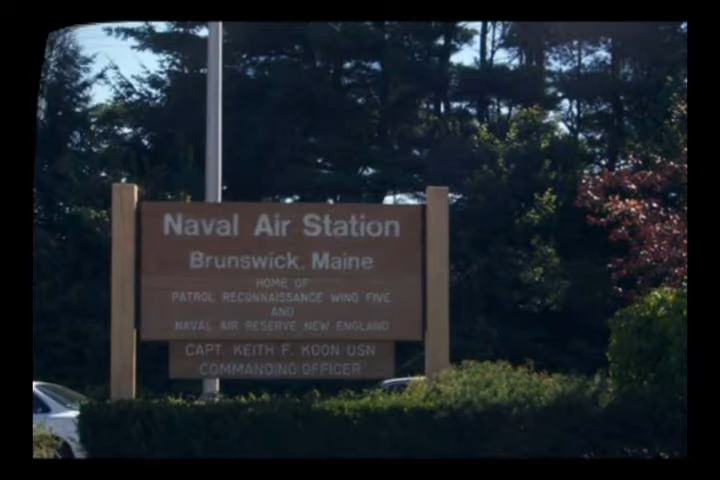 Naval Air Station
Brunswick, Maine
HOME OF
PATROL RECONNAISSANCE WING FIVE
AND
NAVAL AIR RESERVE NEW ENGLAND
CAPT. KEITH F. KOON USN
COMMANDING OFFICER